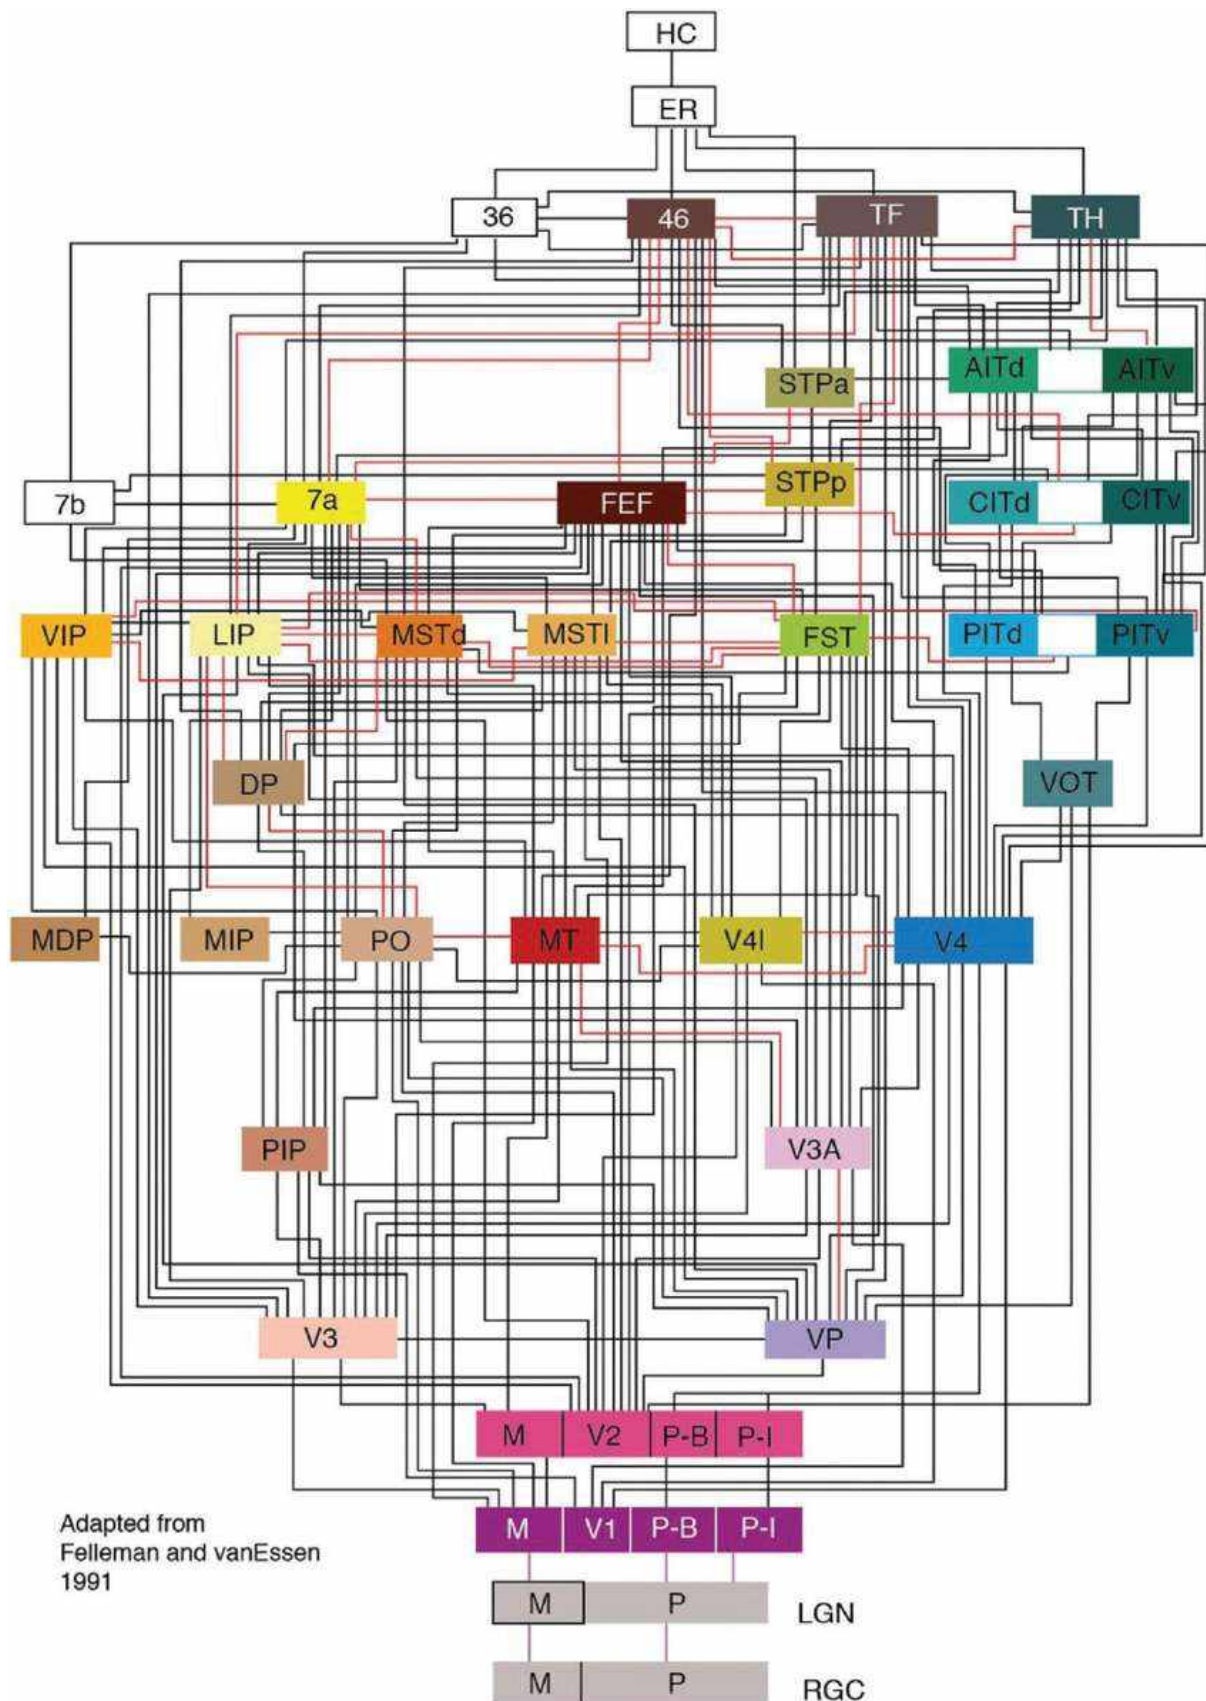 HC
ER
36
46
TF
TH
STPa
AITd
AITv
7b
7a
FEF
STPp
CITd
CITv
VIP
LIP
MSTd
MSTl
FST
PITd
PITv
DP
VOT
MDP
MIP
PO
MT
V4l
V4
PIP
V3A
V3
VP
M
V2
P-B
P-I
M
V1
P-B
P-I
Adapted from
Felleman and vanEssen
1991
M
P
LGN
M
P
RGC